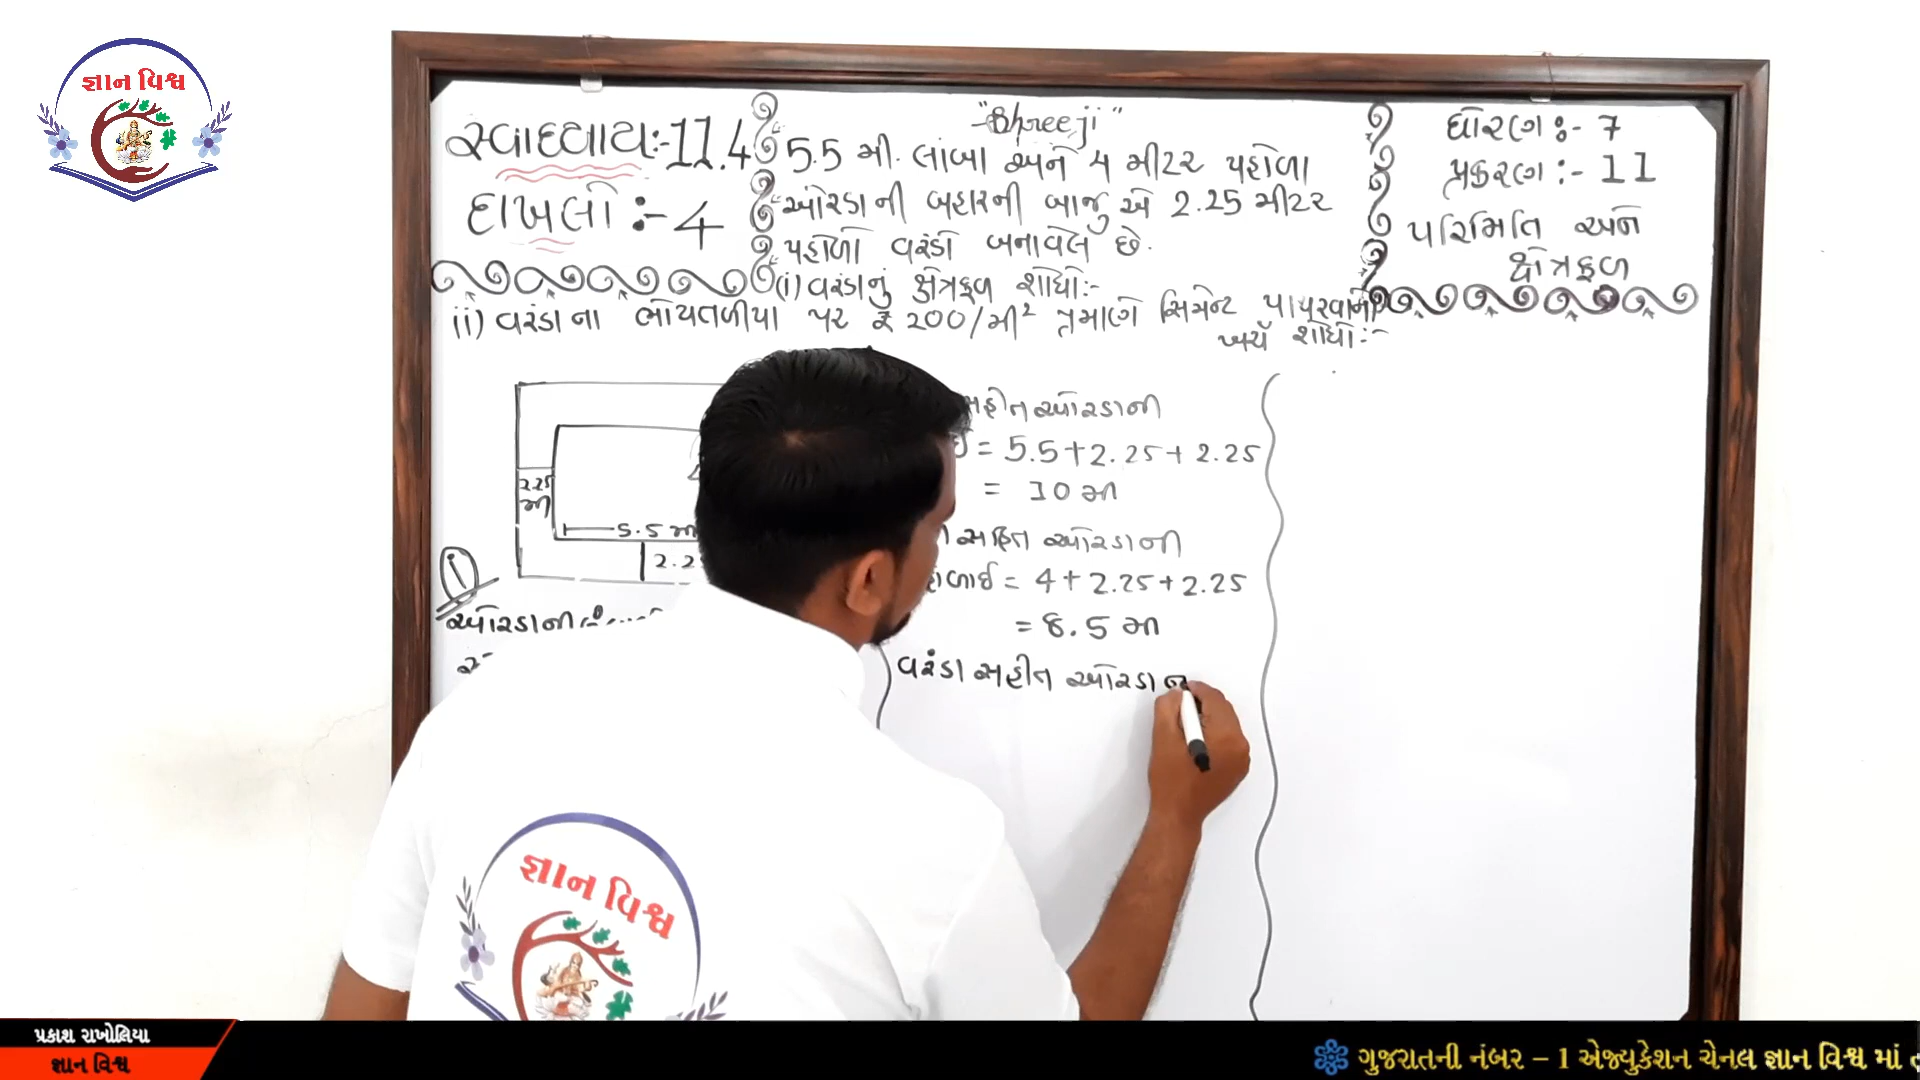 જ્ઞાન વિશ્વ
સ્વાધ્યાય:-11.4
દાખલો :- 4
"Shreeji"
5.5 મી. લાંબા અને 4 મીટર પહોળા
ઓરડાની બહારની બાજુ એ 2.25 મીટર
પહોળો વરંડો બનાવેલ છે.
(i) વરંડાનું ક્ષેત્રફળ શોધો:-
ii) વરંડાના ભોંયતળીયા પર ₹ 200/મી² પ્રમાણે સિમેન્ટ પાથરવાનો
ખર્ચ શોધો:-
ધોરણ :- 7
પ્રકરણ :- 11
પરિમિતિ અને
ક્ષેત્રફળ
2.25
મી
5.5 મી
2.2
i
ઓરડાની
સહીત ઓરડાની
= 5.5 + 2.25 + 2.25
= 10 મી
સહિત ઓરડાની
= 4 + 2.25 + 2.25
= 8.5 મી
વરંડા સહીત ઓરડાન
જ્ઞાન વિશ્વ
પ્રકાશ રાખોલિયા
જ્ઞાન વિશ્વ
ગુજરાતની નંબર – 1 એજ્યુકેશન ચેનલ જ્ઞાન વિશ્વ માં